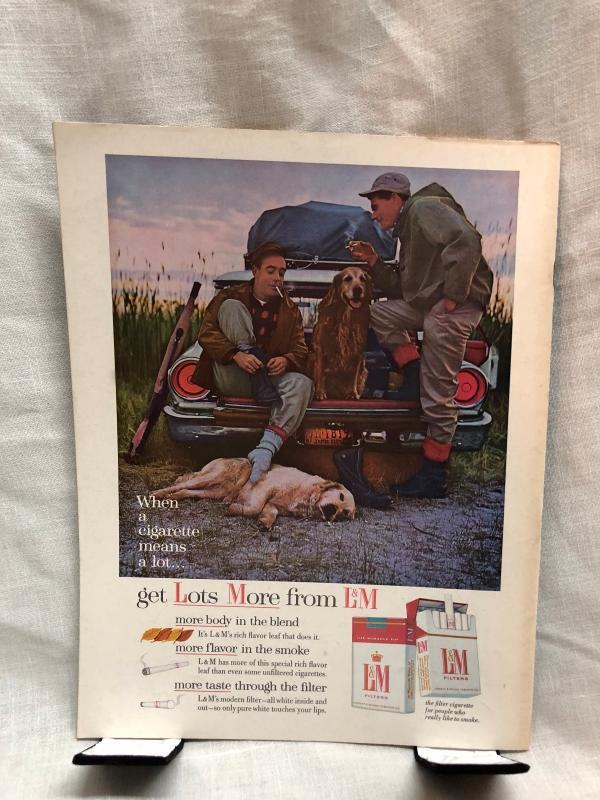 When
a
cigarette
means
a lot...
get Lots More from L&M
more body in the blend
It's L&M's rich flavor leaf that does it.
more flavor in the smoke
L&M has more of this special rich flavor
leaf than even some unfiltered cigarettes.
more taste through the filter
L&M's modern filter—all white inside and
out—so only pure white touches your lips.
L&M
FILTERS
L&M
FILTERS
the filter cigarette
for people who
really like to smoke.